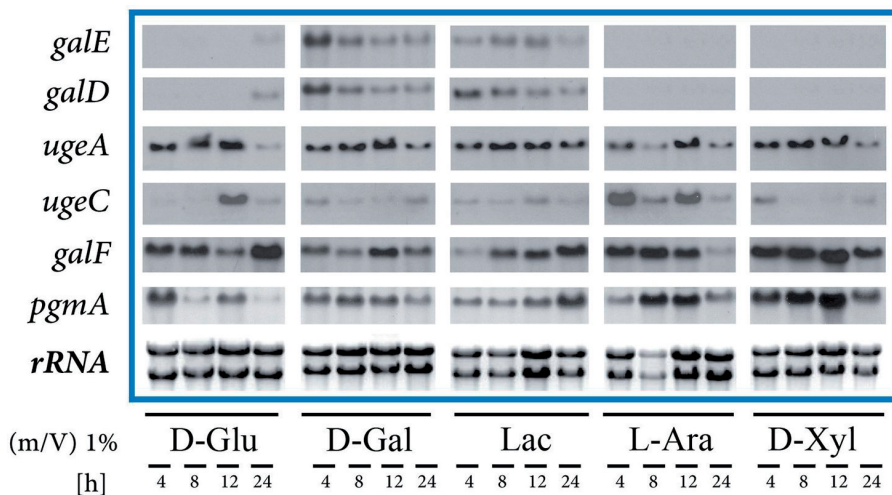 galE
galD
ugeA
ugeC
galF
pgmA
rRNA
(m/V) 1% D-Glu D-Gal Lac L-Ara D-Xyl
[h] 4 8 12 24 4 8 12 24 4 8 12 24 4 8 12 24 4 8 12 24